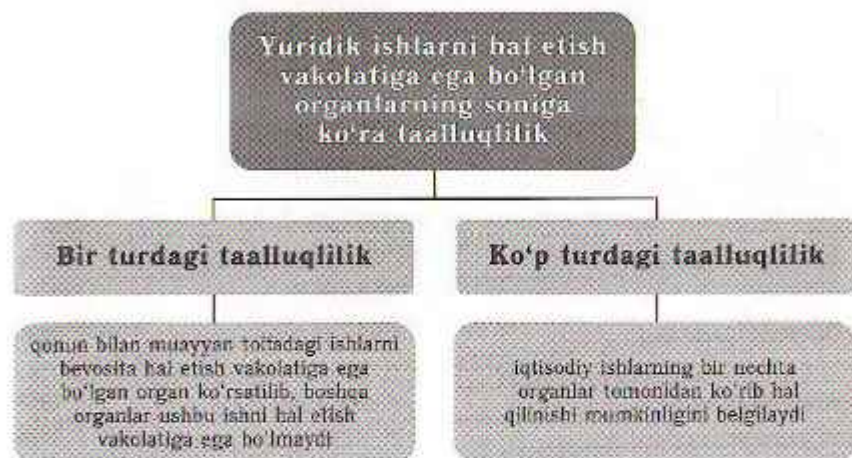 Yuridik ishlarni hal etish
vakolatiga ega bo'lgan
organlarning soniga
ko'ra taalluqlilik
Bir turdagi taalluqlilik
Ko'p turdagi taalluqlilik
qonun bilan muayyan toifadagi ishlarni
bevosita hal etish vakolatiga ega
bo'lgan organ ko'rsatilib, boshqa
organlar ushbu ishni hal etish
vakolatiga ega bo'lmaydi
iqtisodiy ishlarning bir nechta
organlar tomonidan ko'rib hal
qilinishi mumkinligini belgilaydi